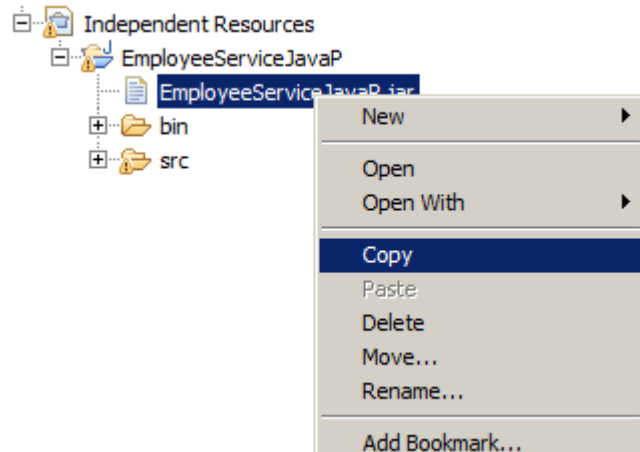 Independent Resources
EmployeeServiceJavaP
EmployeeServiceJavaP.jar
bin
src
New
Open
Open With
Copy
Paste
Delete
Move...
Rename...
Add Bookmark...